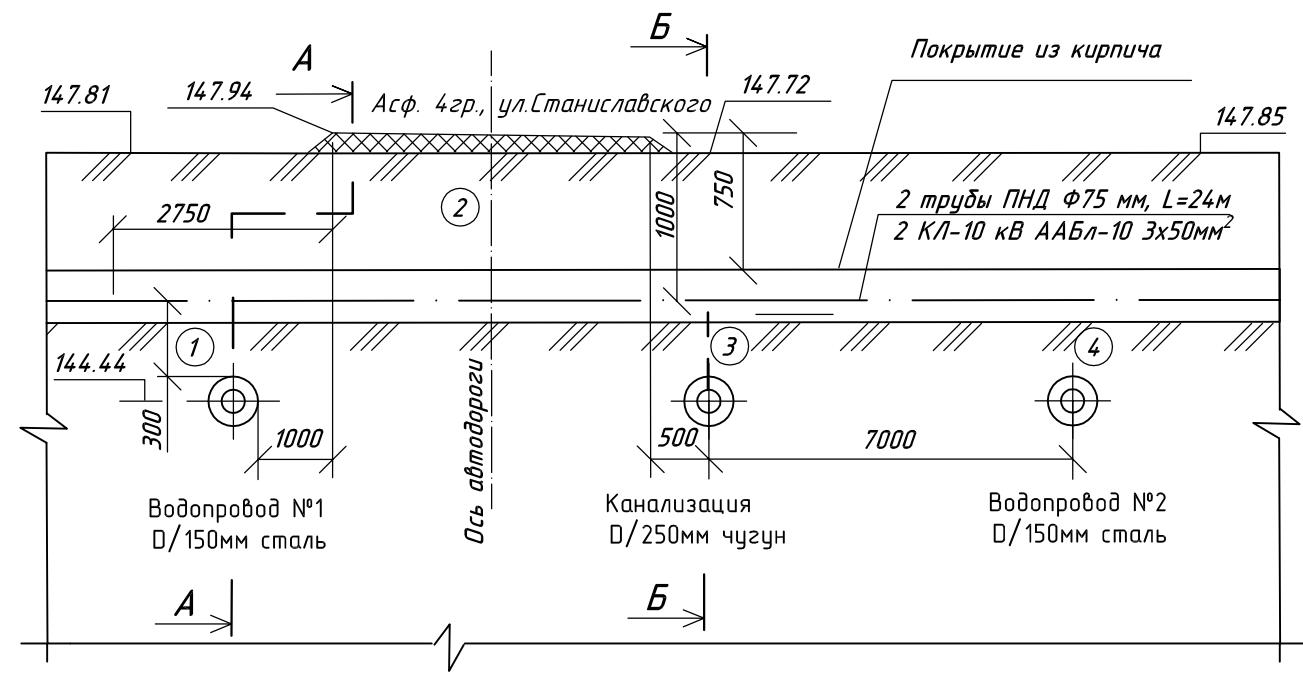 Б
А
Покрытие из кирпича
147.81
147.94
Асф. 4гр., ул.Станиславского
147.72
147.85
2750
2
1000
750
2 трубы ПНД Ф75 мм, L=24м
2 КЛ-10 кВ ААБл-10 3х50мм²
1
3
4
144.44
300
1000
Ось автодороги
500
7000
Водопровод №1
D/150мм сталь
Канализация
D/250мм чугун
Водопровод №2
D/150мм сталь
А
Б